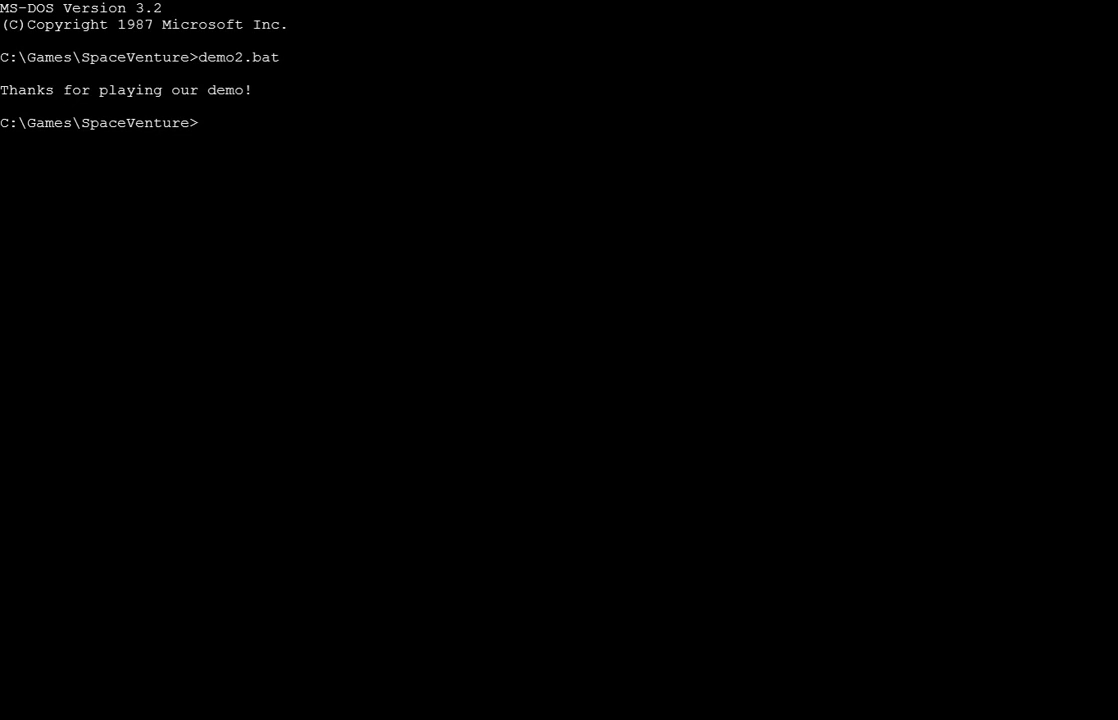 MS-DOS Version 3.2
(C)Copyright 1987 Microsoft Inc.
C:\Games\SpaceVenture>demo2.bat
Thanks for playing our demo!
C:\Games\SpaceVenture>